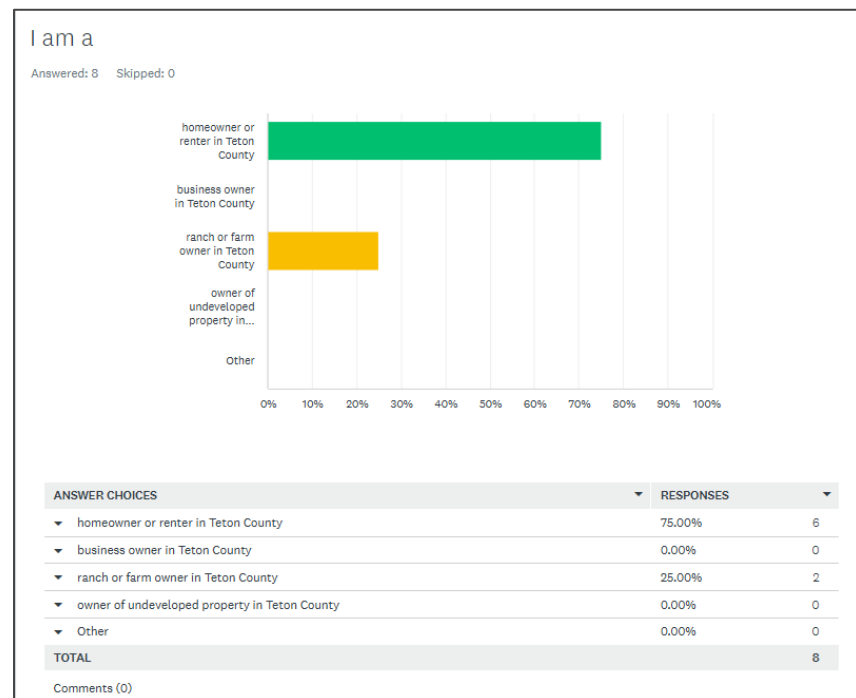 I am a
Answered: 8 Skipped: 0
homeowner or
renter in Teton
County
business owner
in Teton County
ranch or farm
owner in Teton
County
owner of
undeveloped
property in...
Other
0% 10% 20% 30% 40% 50% 60% 70% 80% 90% 100%
ANSWER CHOICES RESPONSES
homeowner or renter in Teton County 75.00% 6
business owner in Teton County 0.00% 0
ranch or farm owner in Teton County 25.00% 2
owner of undeveloped property in Teton County 0.00% 0
Other 0.00% 0
TOTAL 8
Comments (0)